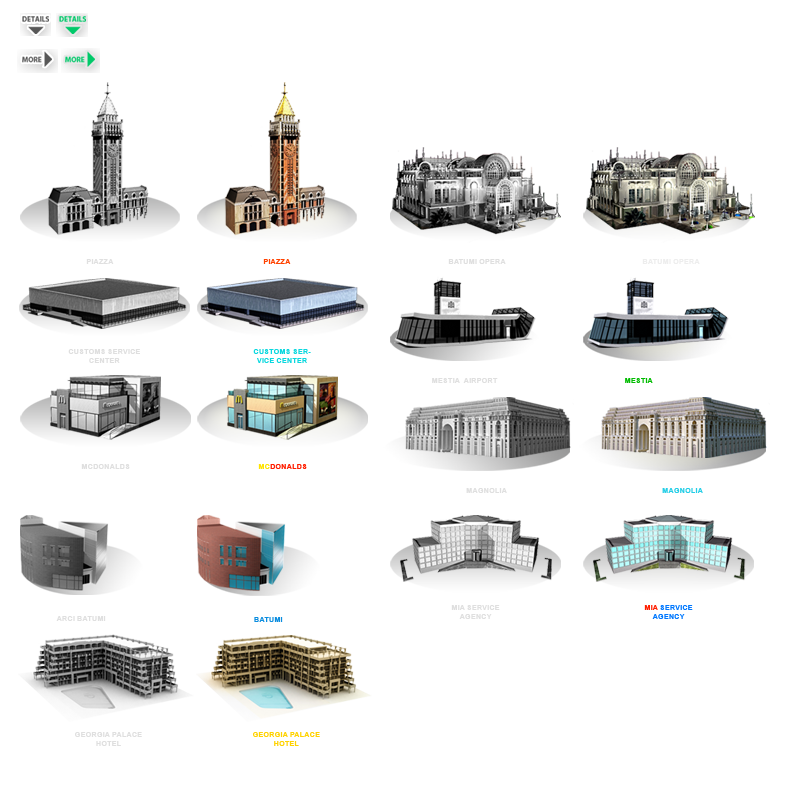 DETAILS DETAILS
MORE MORE
PIAZZA
PIAZZA
BATUMI OPERA
BATUMI OPERA
CUSTOMS SERVICE
CENTER
CUSTOMS SER-
VICE CENTER
MESTIA AIRPORT
MESTIA
MCDONALDS
MCDONALDS
MAGNOLIA
MAGNOLIA
ARCI BATUMI
BATUMI
MIA SERVICE
AGENCY
MIA SERVICE
AGENCY
GEORGIA PALACE
HOTEL
GEORGIA PALACE
HOTEL